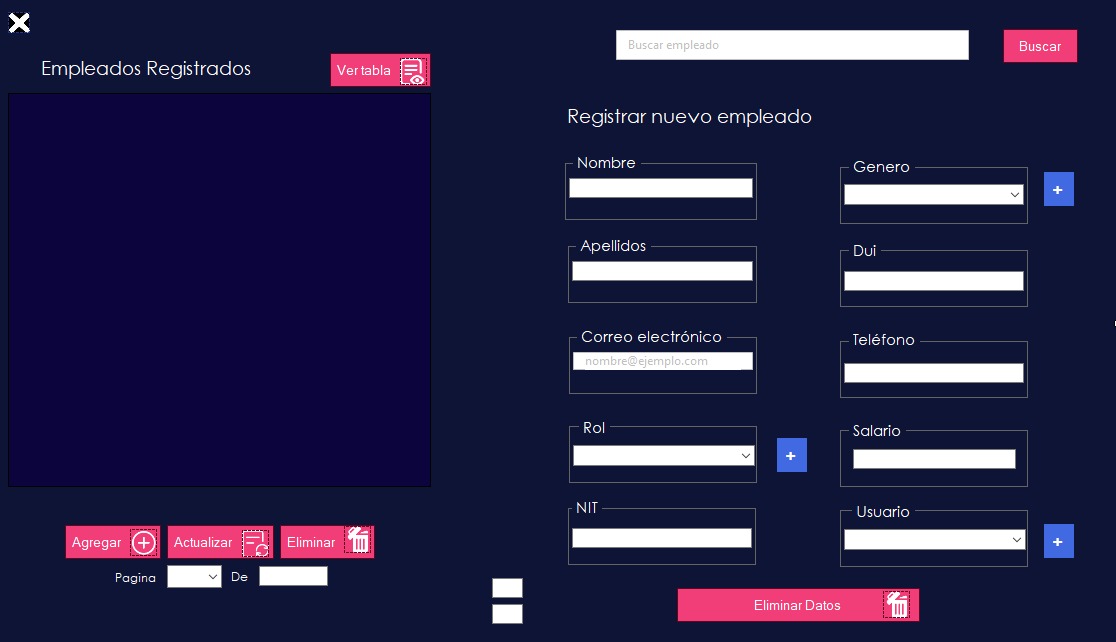 Buscar empleado
Buscar
Empleados Registrados
Ver tabla
Registrar nuevo empleado
Nombre
Genero
+
Apellidos
Dui
Correo electrónico
nombre@ejemplo.com
Teléfono
Rol
+
Salario
NIT
Usuario
+
Agregar
Actualizar
Eliminar
Pagina
De
Eliminar Datos